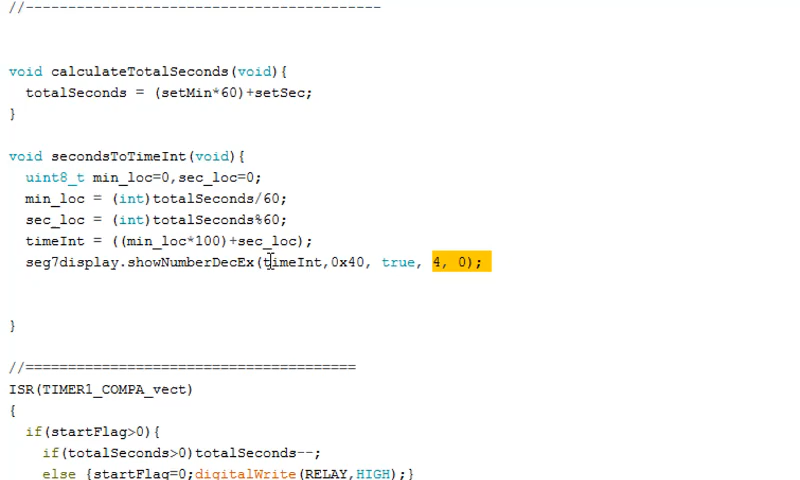 //------------------------------------------
void calculateTotalSeconds(void){
totalSeconds = (setMin*60)+setSec;
}
void secondsToTimeInt(void){
uint8_t min_loc=0,sec_loc=0;
min_loc = (int)totalSeconds/60;
sec_loc = (int)totalSeconds%60;
timeInt = ((min_loc*100)+sec_loc);
seg7display.showNumberDecEx(timeInt,0x40, true, 4, 0);
}
//=======================================
ISR(TIMER1_COMPA_vect)
{
if(startFlag>0){
if(totalSeconds>0)totalSeconds--;
else {startFlag=0;digitalWrite(RELAY,HIGH);}